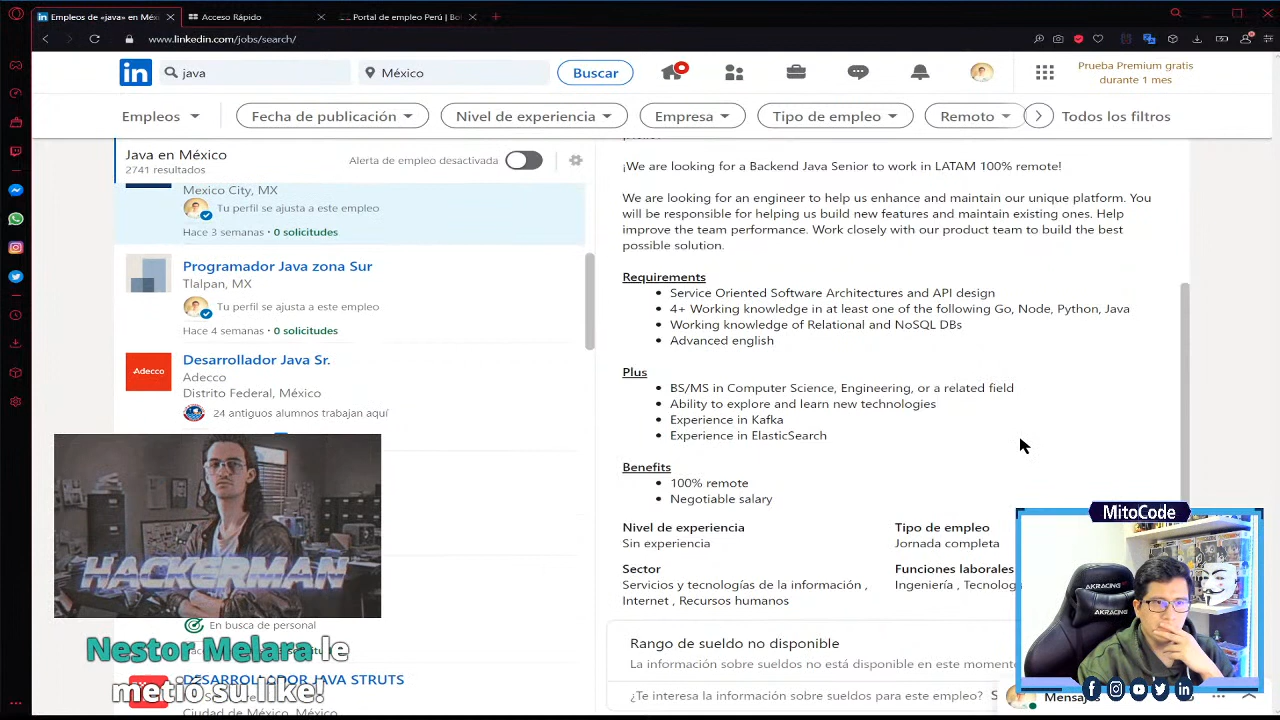 Empleos de «java» en Méxi
Acceso Rápido
Portal de empleo Perú | Bol
www.linkedin.com/jobs/search/
in
java
México
Buscar
Prueba Premium gratis
durante 1 mes
Empleos
Fecha de publicación
Nivel de experiencia
Empresa
Tipo de empleo
Remoto
Todos los filtros
Java en México
2741 resultados
Alerta de empleo desactivada
Mexico City, MX
Tu perfil se ajusta a este empleo
Hace 3 semanas · 0 solicitudes
Programador Java zona Sur
Tlalpan, MX
Tu perfil se ajusta a este empleo
Hace 4 semanas · 0 solicitudes
Adecco
Desarrollador Java Sr.
Adecco
Distrito Federal, México
24 antiguos alumnos trabajan aquí
HACKERMAN
En busca de personal
Nestor Melara le
metió su like!
DESARROLLADOR JAVA STRUTS
Ciudad de México, México
¡We are looking for a Backend Java Senior to work in LATAM 100% remote!
We are looking for an engineer to help us enhance and maintain our unique platform. You
will be responsible for helping us build new features and maintain existing ones. Help
improve the team performance. Work closely with our product team to build the best
possible solution.
Requirements
• Service Oriented Software Architectures and API design
• 4+ Working knowledge in at least one of the following Go, Node, Python, Java
• Working knowledge of Relational and NoSQL DBs
• Advanced english
Plus
• BS/MS in Computer Science, Engineering, or a related field
• Ability to explore and learn new technologies
• Experience in Kafka
• Experience in ElasticSearch
Benefits
• 100% remote
• Negotiable salary
Nivel de experiencia
Sin experiencia
Tipo de empleo
Jornada completa
Sector
Servicios y tecnologías de la información ,
Internet , Recursos humanos
Funciones laborales
Ingeniería , Tecnolog
Rango de sueldo no disponible
La información sobre sueldos no está disponible en este momento
¿Te interesa la información sobre sueldos para este empleo? S
MitoCode
AKRACING
AKRACING